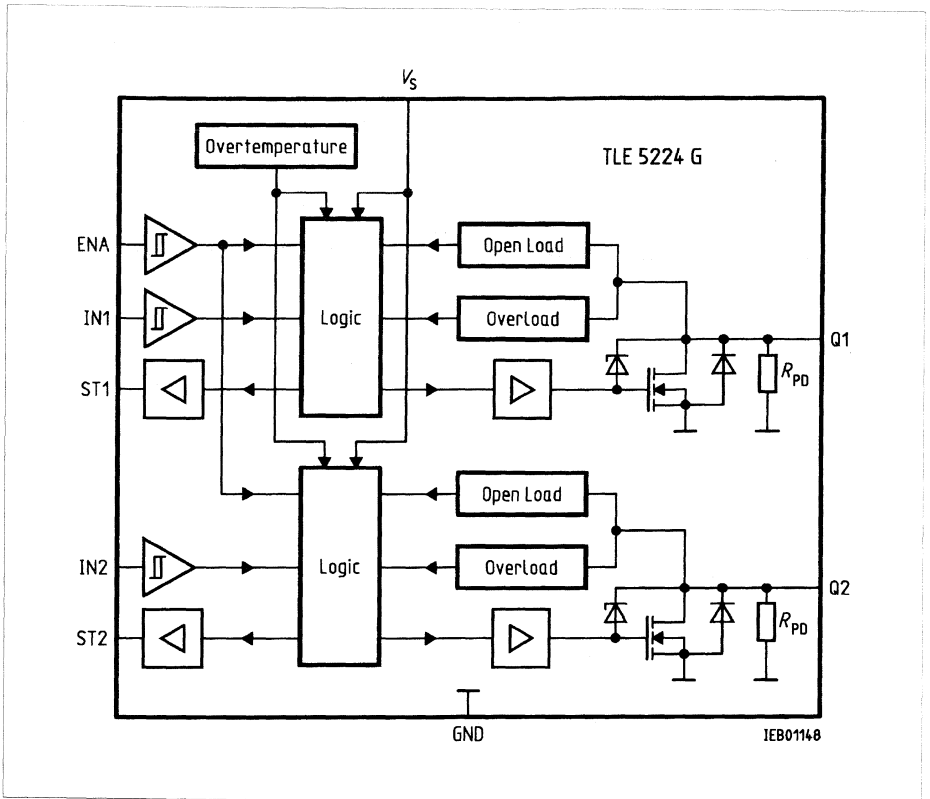 V_S
Overtemperature
TLE 5224 G
ENA
Open Load
IN1
Logic
Overload
Q1
R_PD
ST1
Open Load
IN2
Logic
Overload
Q2
R_PD
ST2
GND
IEB01148